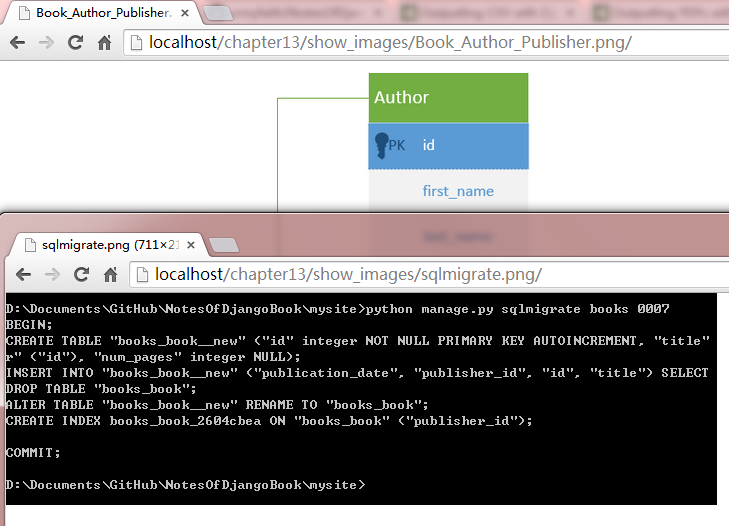 Book_Author_Publisher.p
localhost/chapter13/show_images/Book_Author_Publisher.png/
Author
PK id
first_name
sqlmigrate.png (711×21
localhost/chapter13/show_images/sqlmigrate.png/
D:\Documents\GitHub\NotesOfDjangoBook\mysite>python manage.py sqlmigrate books 0007
BEGIN;
CREATE TABLE "books_book__new" ("id" integer NOT NULL PRIMARY KEY AUTOINCREMENT, "title"
r" ("id"), "num_pages" integer NULL);
INSERT INTO "books_book__new" ("publication_date", "publisher_id", "id", "title") SELECT
DROP TABLE "books_book";
ALTER TABLE "books_book__new" RENAME TO "books_book";
CREATE INDEX books_book_2604cbea ON "books_book" ("publisher_id");
COMMIT;
D:\Documents\GitHub\NotesOfDjangoBook\mysite>